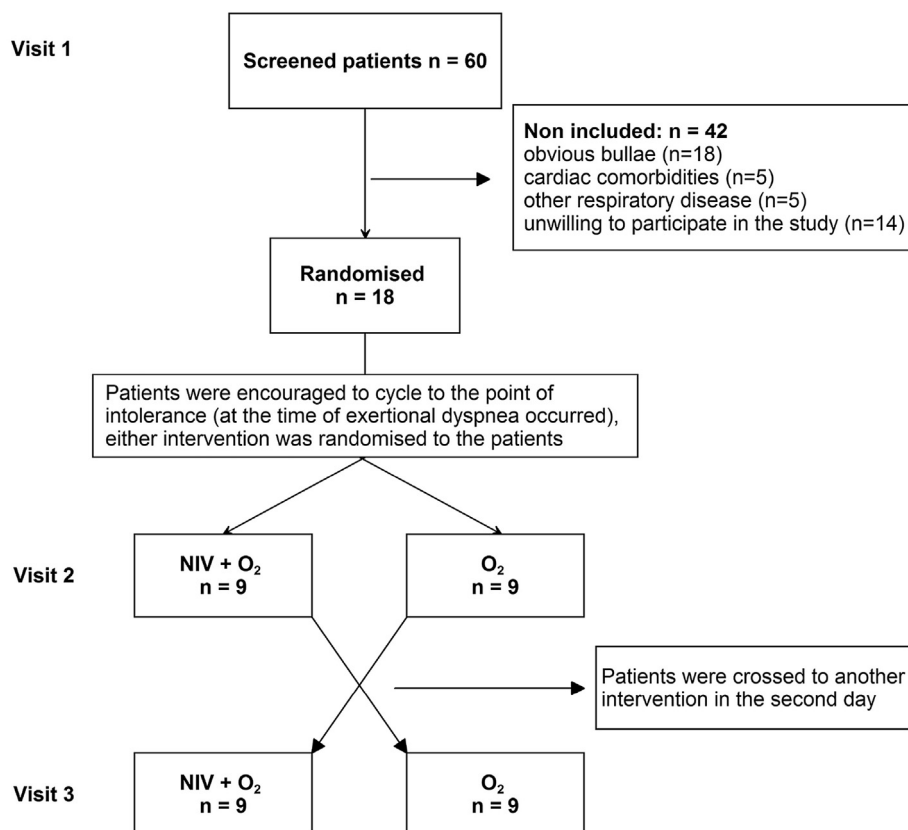 Visit 1
Screened patients n = 60
Non included: n = 42
obvious bullae (n=18)
cardiac comorbidities (n=5)
other respiratory disease (n=5)
unwilling to participate in the study (n=14)
Randomised
n = 18
Patients were encouraged to cycle to the point of
intolerance (at the time of exertional dyspnea occurred),
either intervention was randomised to the patients
Visit 2
NIV + O₂
n = 9
O₂
n = 9
Patients were crossed to another
intervention in the second day
Visit 3
NIV + O₂
n = 9
O₂
n = 9